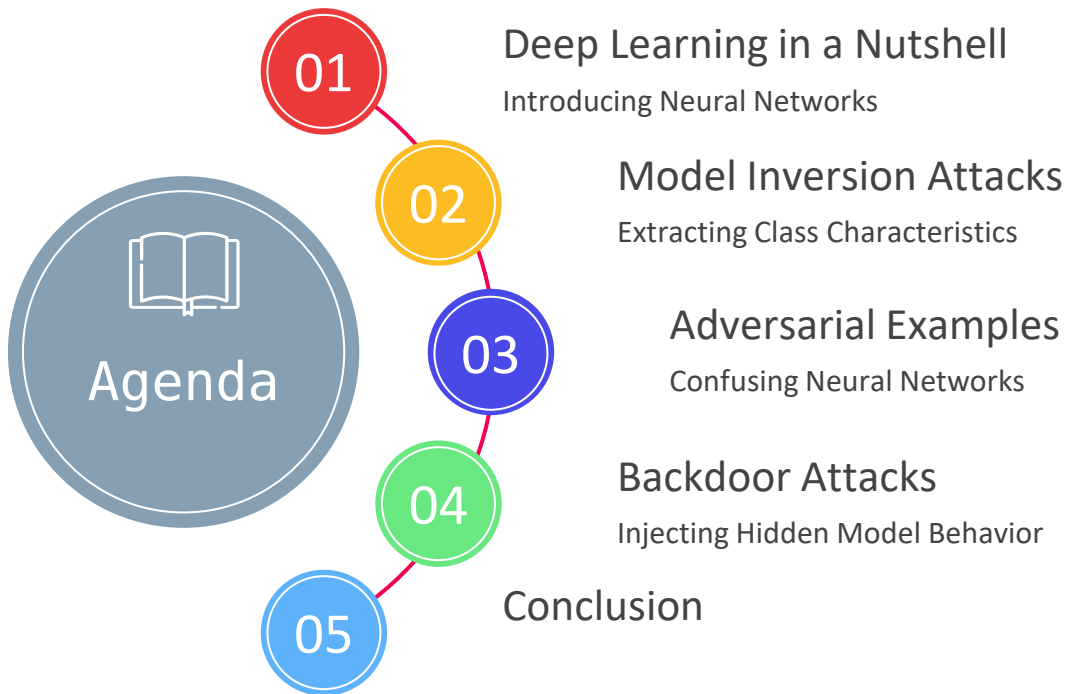 Agenda
01
Deep Learning in a Nutshell
Introducing Neural Networks
02
Model Inversion Attacks
Extracting Class Characteristics
03
Adversarial Examples
Confusing Neural Networks
04
Backdoor Attacks
Injecting Hidden Model Behavior
05
Conclusion